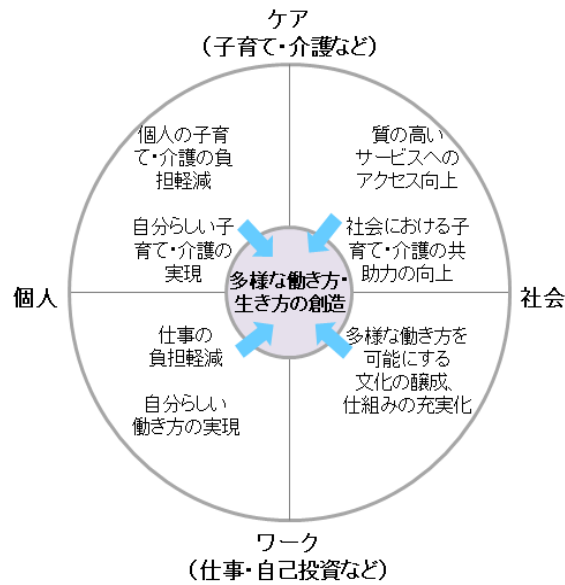 ケア
（子育て・介護など）
個人の子育
て・介護の負
担軽減
質の高い
サービスへの
アクセス向上
自分らしい子
育て・介護の
実現
社会における子
育て・介護の共
助力の向上
多様な働き方・
生き方の創造
個人
社会
仕事の
負担軽減
多様な働き方を
可能にする
文化の醸成、
仕組みの充実化
自分らしい
働き方の実現
ワーク
（仕事・自己投資など）